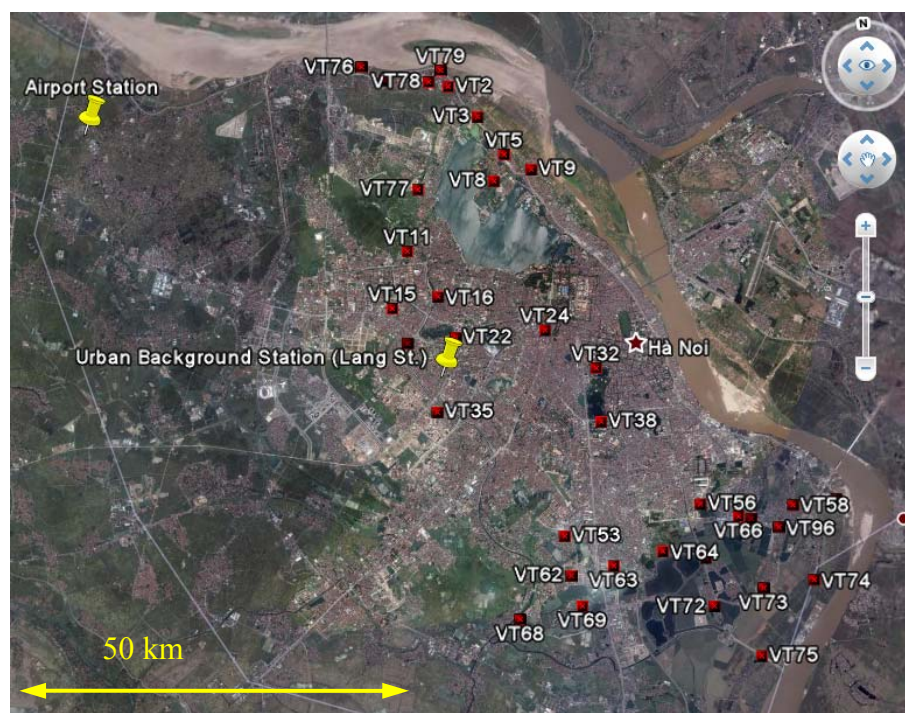 N
VT79
VT76
VT78
VT2
Airport Station
VT3
VT5
VT9
VT8
VT77
VT11
VT16
VT15
VT24
VT22
Hà Noi
Urban Background Station (Lang St.)
VT32
VT35
VT38
VT56
VT58
VT66
VT96
VT53
VT64
VT62
VT63
VT74
VT73
VT72
VT69
VT68
50 km
VT75